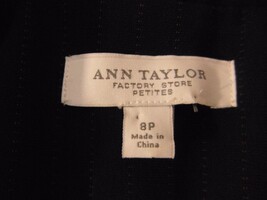 ANN TAYLOR
FACTORY STORE
PETITES
8P
Made in
China